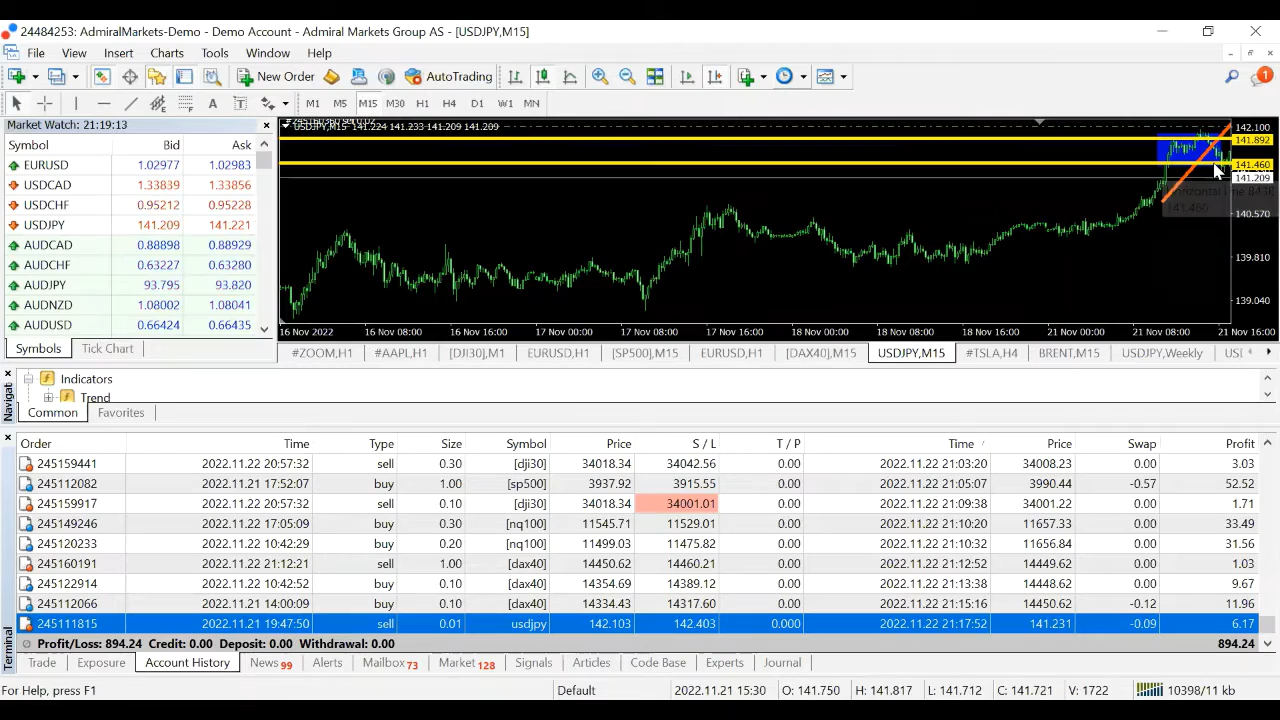 24484253: AdmiralMarkets-Demo - Demo Account - Admiral Markets Group AS - [USDJPY,M15]
File View Insert Charts Tools Window Help
New Order AutoTrading 1
A T M1 M5 M15 M30 H1 H4 D1 W1 MN
Market Watch: 21:19:13
Symbol Bid Ask
EURUSD 1.02977 1.02983
USDCAD 1.33839 1.33856
USDCHF 0.95212 0.95228
USDJPY 141.209 141.221
AUDCAD 0.88898 0.88929
AUDCHF 0.63227 0.63280
AUDJPY 93.795 93.820
AUDNZD 1.08002 1.08041
AUDUSD 0.66424 0.66435
Symbols Tick Chart
USDJPY,M15 141.224 141.233 141.209 141.209
142.100
141.892
141.460
141.209
140.570
139.810
139.040
141.460
16 Nov 2022 16 Nov 08:00 16 Nov 16:00 17 Nov 00:00 17 Nov 08:00 17 Nov 16:00 18 Nov 00:00 18 Nov 08:00 18 Nov 16:00 21 Nov 00:00 21 Nov 08:00 21 Nov 16:00
#ZOOM,H1 #AAPL,H1 [DJI30],M1 EURUSD,H1 [SP500],M15 EURUSD,H1 [DAX40],M15 USDJPY,M15 #TSLA,H4 BRENT,M15 USDJPY,Weekly
Navigat
Indicators
Trend
Common Favorites
Order Time Type Size Symbol Price S / L T / P Time Price Swap Profit
245159441 2022.11.22 20:57:32 sell 0.30 [dji30] 34018.34 34042.56 0.00 2022.11.22 21:03:20 34008.23 0.00 3.03
245112082 2022.11.21 17:52:07 buy 1.00 [sp500] 3937.92 3915.55 0.00 2022.11.22 21:05:07 3990.44 -0.57 52.52
245159917 2022.11.22 20:57:32 sell 0.10 [dji30] 34018.34 34001.01 0.00 2022.11.22 21:09:38 34001.22 0.00 1.71
245149246 2022.11.22 17:05:09 buy 0.30 [nq100] 11545.71 11529.01 0.00 2022.11.22 21:10:20 11657.33 0.00 33.49
245120233 2022.11.22 10:42:29 buy 0.20 [nq100] 11499.03 11475.82 0.00 2022.11.22 21:10:32 11656.84 0.00 31.56
245160191 2022.11.22 21:12:21 sell 1.00 [dax40] 14450.62 14460.21 0.00 2022.11.22 21:12:52 14449.62 0.00 1.03
245122914 2022.11.22 10:42:52 buy 0.10 [dax40] 14354.69 14389.12 0.00 2022.11.22 21:13:38 14448.62 0.00 9.67
245112066 2022.11.21 14:00:09 buy 0.10 [dax40] 14334.43 14317.60 0.00 2022.11.22 21:15:16 14450.62 -0.12 11.96
245111815 2022.11.21 19:47:50 sell 0.01 usdjpy 142.103 142.403 0.000 2022.11.22 21:17:52 141.231 -0.09 6.17
Profit/Loss: 894.24 Credit: 0.00 Deposit: 0.00 Withdrawal: 0.00 894.24
Terminal
Trade Exposure Account History News 99 Alerts Mailbox 73 Market 128 Signals Articles Code Base Experts Journal
For Help, press F1 Default 2022.11.21 15:30 O: 141.750 H: 141.817 L: 141.712 C: 141.721 V: 1722 10398/11 kb